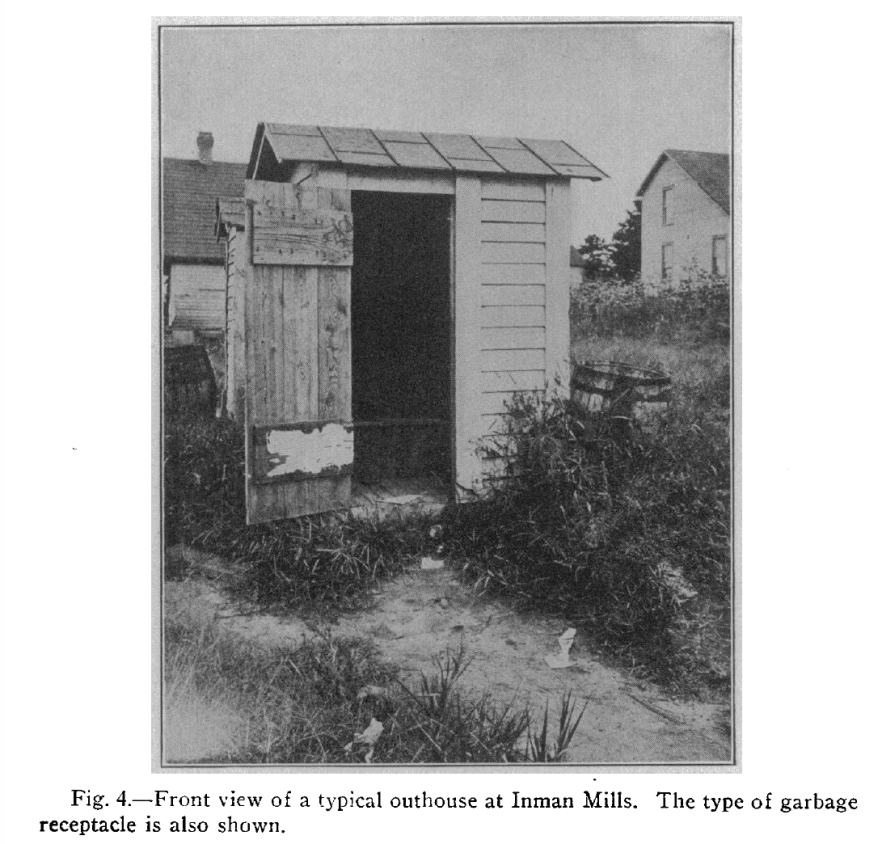 Fig. 4.—Front view of a typical outhouse at Inman Mills. The type of garbage
receptacle is also shown.